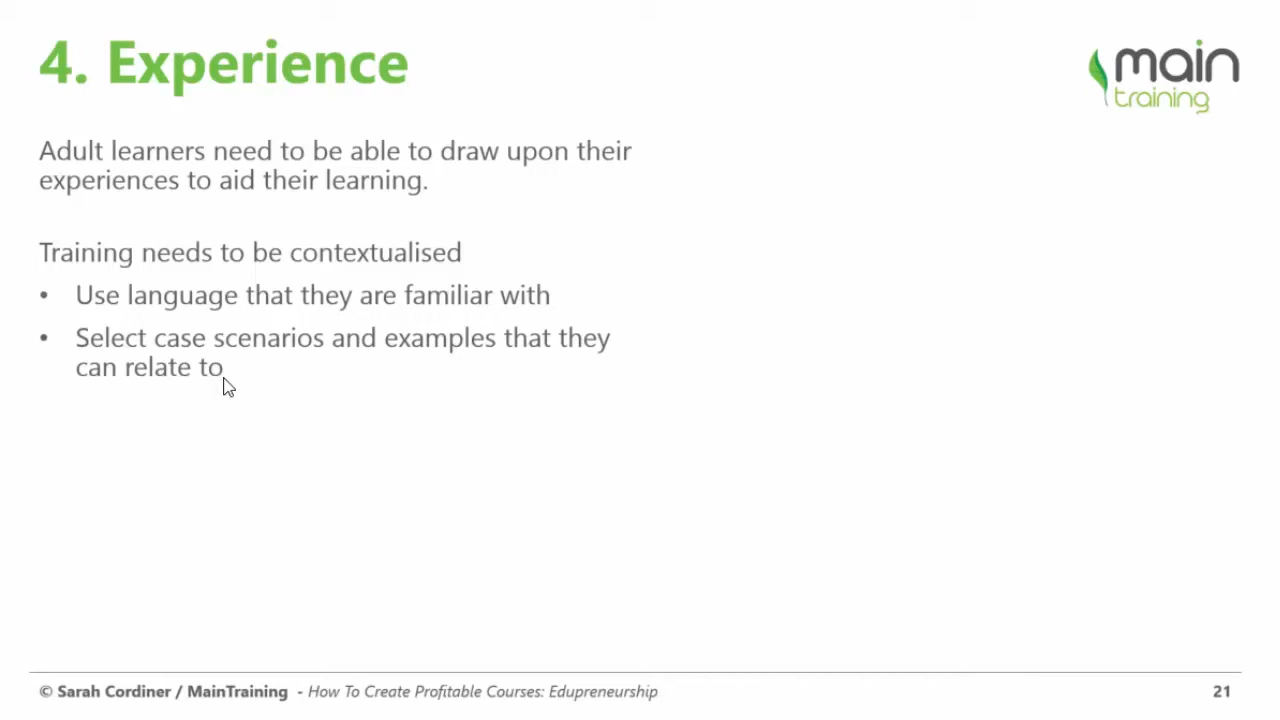 4. Experience
main
training
Adult learners need to be able to draw upon their
experiences to aid their learning.
Training needs to be contextualised
• Use language that they are familiar with
• Select case scenarios and examples that they
can relate to
© Sarah Cordiner / MainTraining - How To Create Profitable Courses: Edupreneurship
21